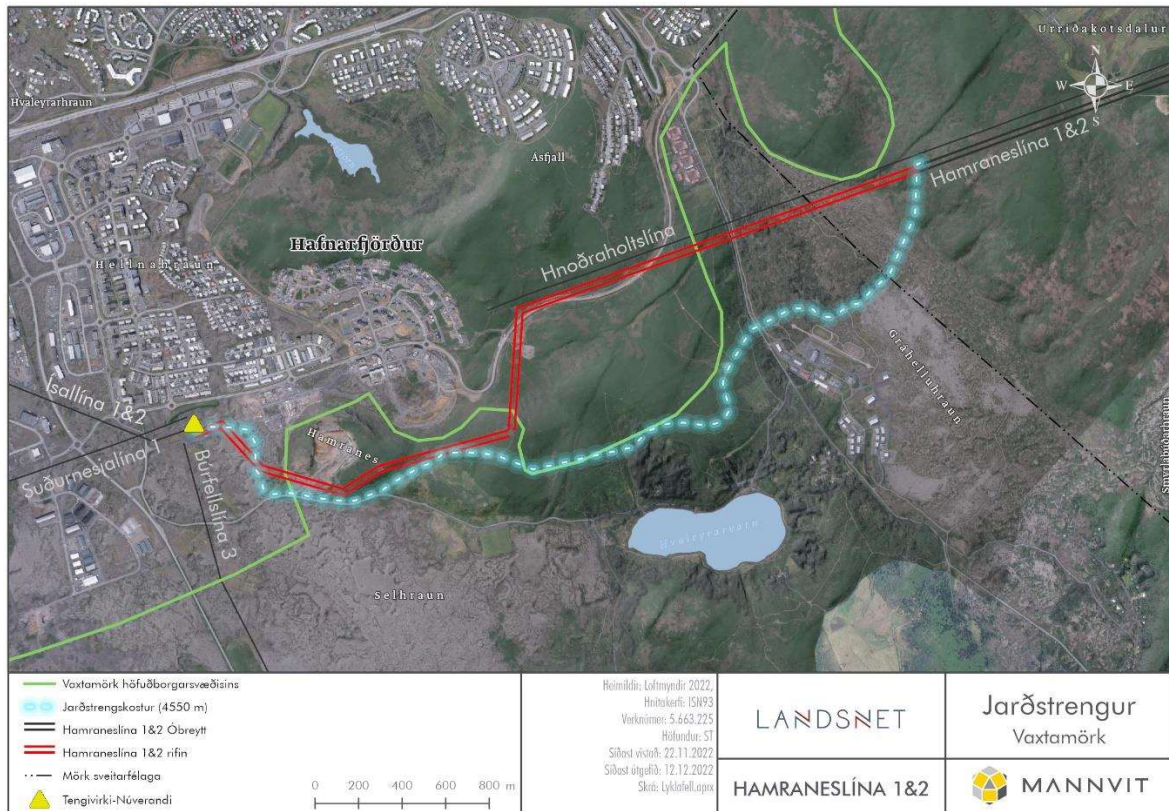 Urriðakotsdalur
Hvaleyrarhraun
N
W E
S
Ásfjall
Hamraneslína 1&2
Hafnarfjörður
Hnoðraholtslína
Hellnahraun
Gráhelluhraun
Ísallína 1&2
Hamranes
Suðurnesjalína 1
Búrfellslína 3
Smyrlabúðarhraun
Hvaleyrarvatn
Selhraun
Vaxtamörk höfuðborgarsvæðisins
Jarðstrengskostur (4550 m)
Hamraneslína 1&2 Óbreytt
Hamraneslína 1&2 rifin
Mörk sveitarfélaga
Tengivirki-Núverandi
0 200 400 600 800 m
Heimildir: Loftmyndir 2022,
Hnitakerfi: ISN93
Verknúmer: 5.663.225
Höfundur: ST
Síðast vistað: 22.11.2022
Síðast útgefið: 12.12.2022
Skrá: Lyklafell.aprx
LANDSNET
HAMRANESLÍNA 1&2
Jarðstrengur
Vaxtamörk
MANNVIT